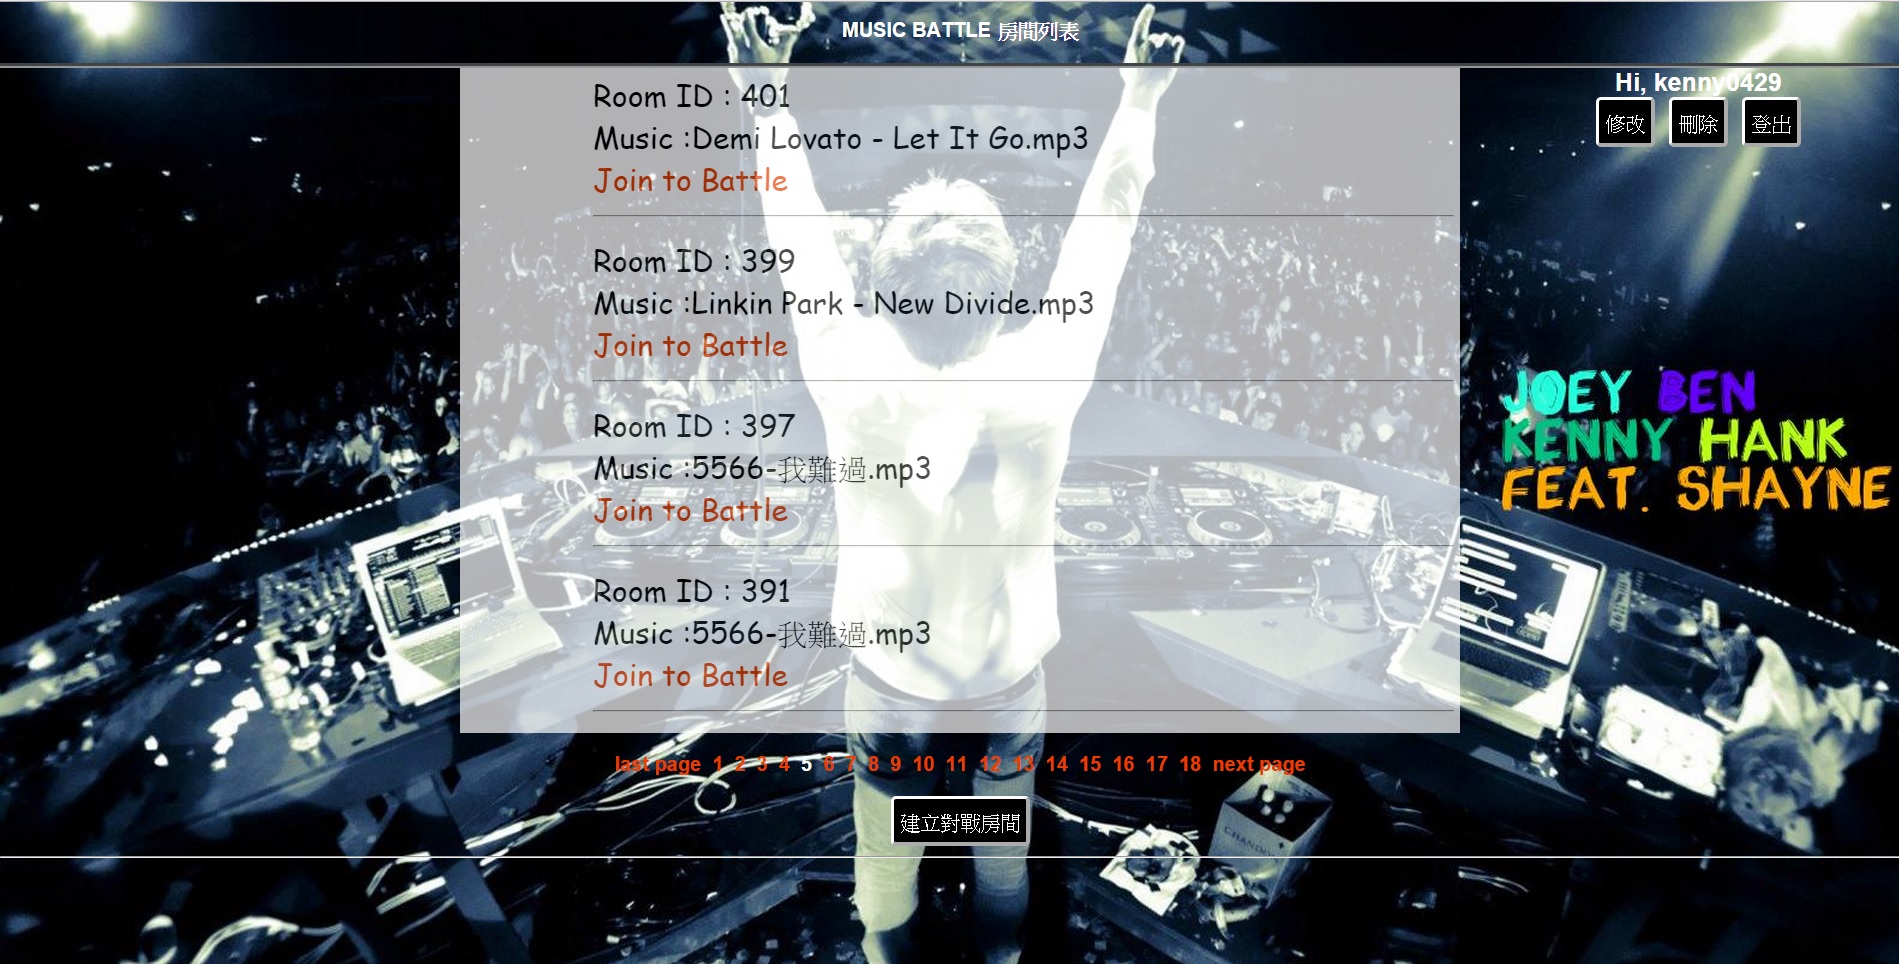 MUSIC BATTLE 房間列表
Hi, kenny0429
修改 刪除 登出
Room ID : 401
Music :Demi Lovato - Let It Go.mp3
Join to Battle
Room ID : 399
Music :Linkin Park - New Divide.mp3
Join to Battle
Room ID : 397
Music :5566-我難過.mp3
Join to Battle
Room ID : 391
Music :5566-我難過.mp3
Join to Battle
JOEY BEN
KENNY HANK
FEAT. SHAYNE
last page 1 2 3 4 5 6 7 8 9 10 11 12 13 14 15 16 17 18 next page
建立對戰房間